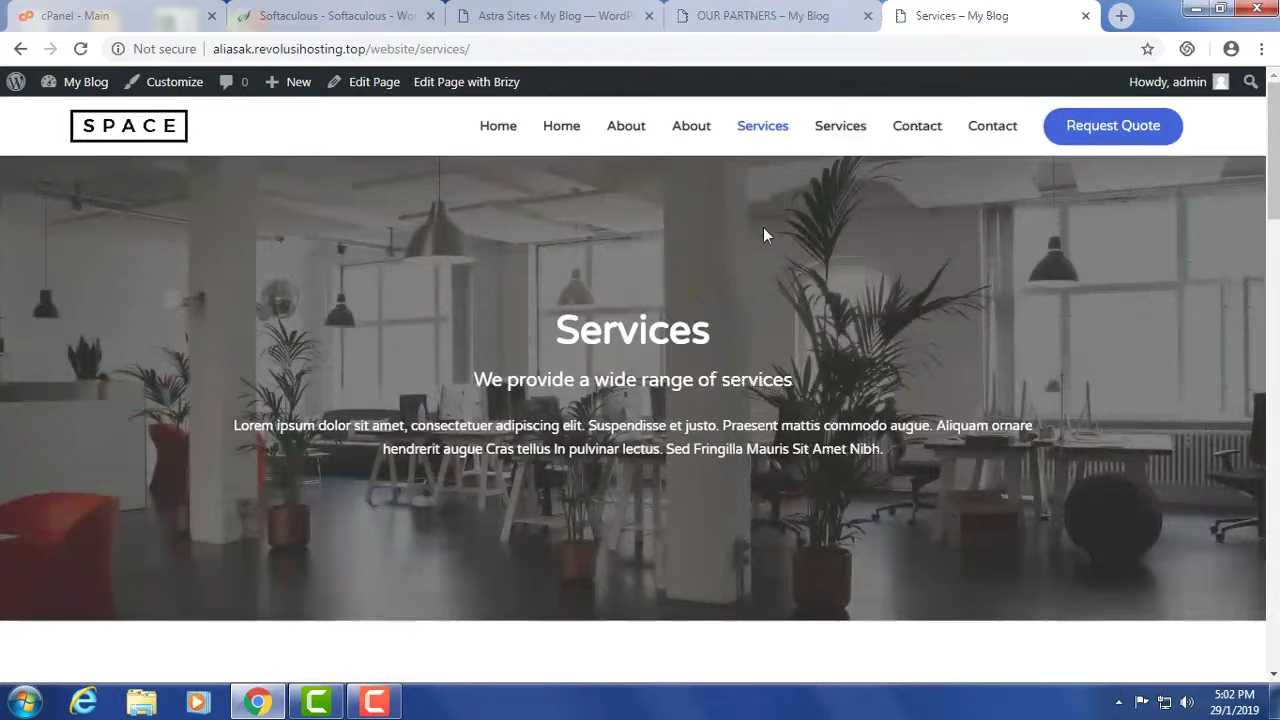 cPanel - Main
Softaculous - Softaculous - Wo
Astra Sites ‹ My Blog — WordP
OUR PARTNERS – My Blog
Services – My Blog
Not secure
aliasak.revolusihosting.top/website/services/
My Blog
Customize
0
New
Edit Page
Edit Page with Brizy
Howdy, admin
SPACE
Home
Home
About
About
Services
Services
Contact
Contact
Request Quote
Services
We provide a wide range of services
Lorem ipsum dolor sit amet, consectetuer adipiscing elit. Suspendisse et justo. Praesent mattis commodo augue. Aliquam ornare
hendrerit augue Cras tellus In pulvinar lectus. Sed Fringilla Mauris Sit Amet Nibh.
5:02 PM
29/1/2019